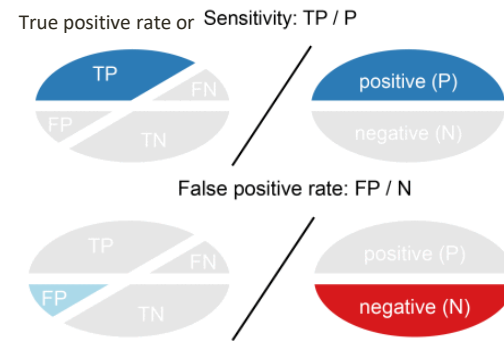 True positive rate or Sensitivity: TP / P
TP
FN
FP
TN
positive (P)
negative (N)
False positive rate: FP / N
TP
FN
FP
TN
positive (P)
negative (N)